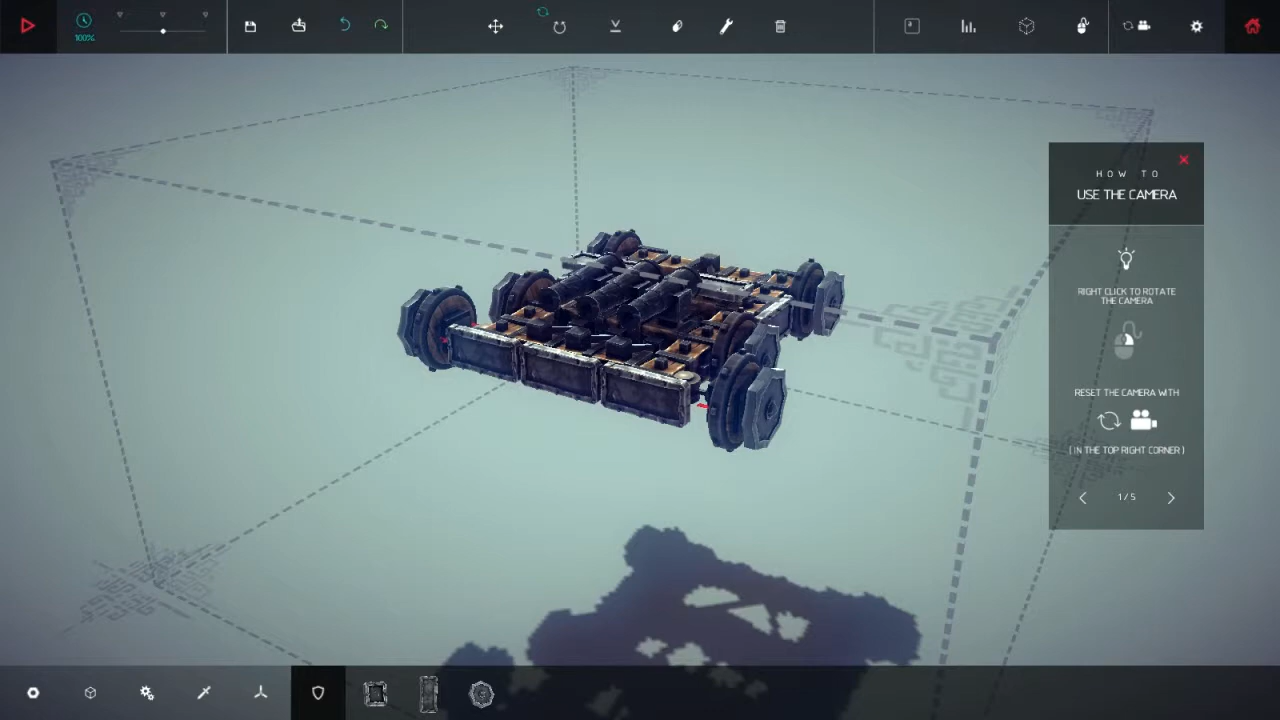 100%
HOW TO
USE THE CAMERA
RIGHT CLICK TO ROTATE
THE CAMERA
RESET THE CAMERA WITH
[ IN THE TOP RIGHT CORNER ]
1/5